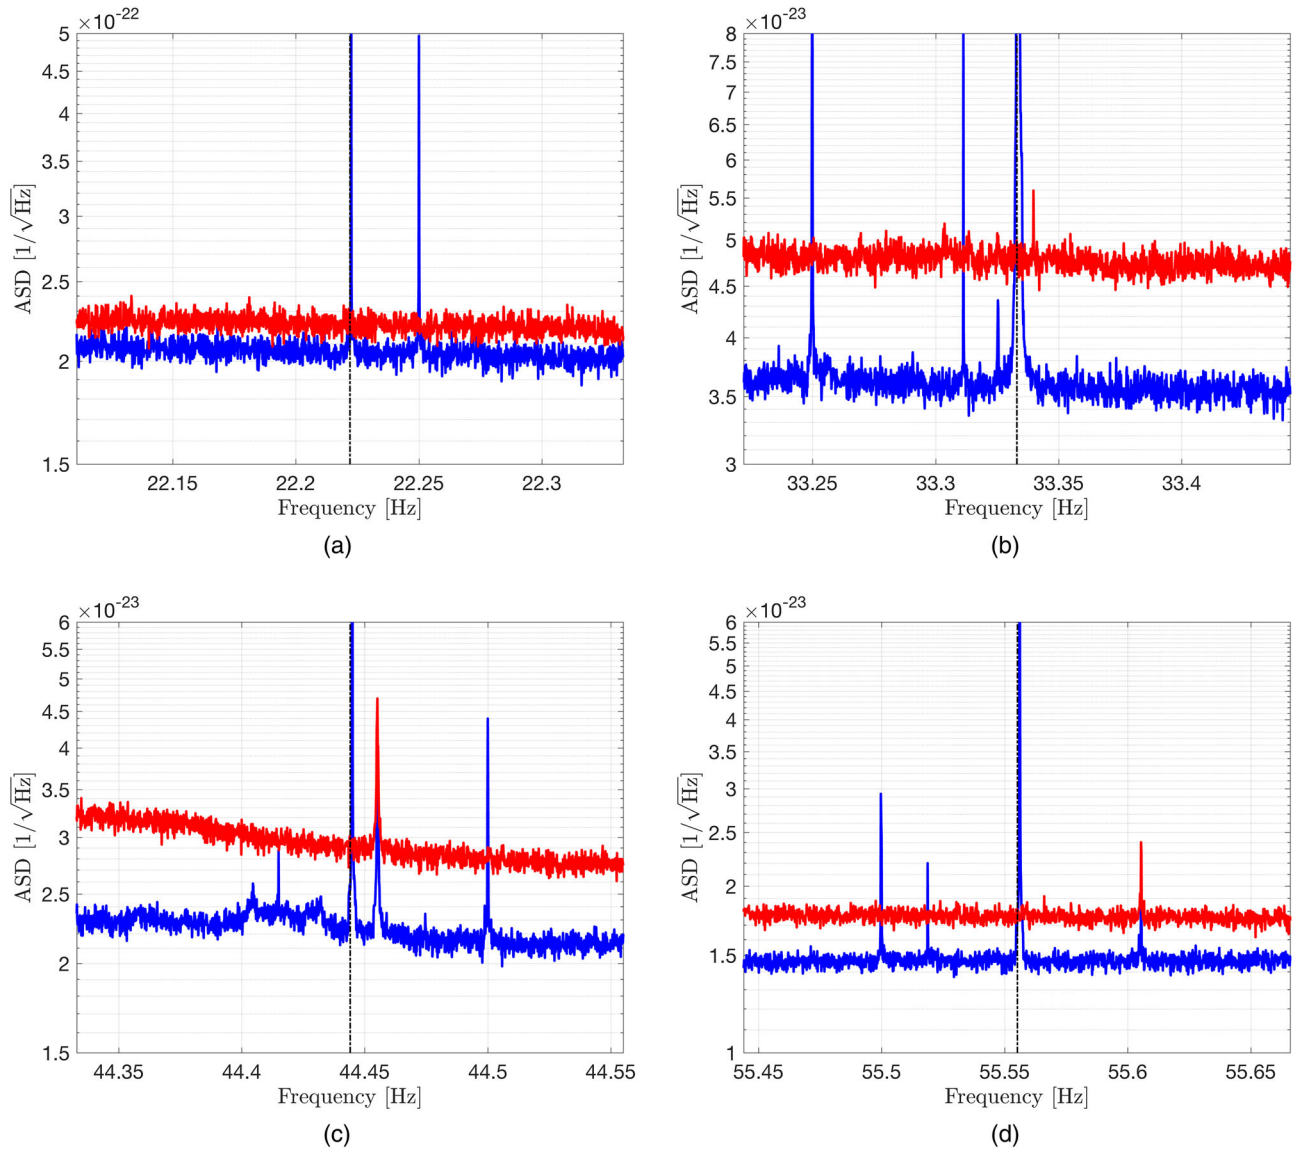 ×10-22
5
4.5
4
3.5
3
2.5
2
1.5
ASD [1/√Hz]
22.15 22.2 22.25 22.3
Frequency [Hz]
(a)
×10-23
8
7.5
7
6.5
6
5.5
5
4.5
4
3.5
3
ASD [1/√Hz]
33.25 33.3 33.35 33.4
Frequency [Hz]
(b)
×10-23
6
5.5
5
4.5
4
3.5
3
2.5
2
1.5
ASD [1/√Hz]
44.35 44.4 44.45 44.5 44.55
Frequency [Hz]
(c)
×10-23
6
5.5
5
4.5
4
3.5
3
2.5
2
1.5
1
ASD [1/√Hz]
55.45 55.5 55.55 55.6 55.65
Frequency [Hz]
(d)